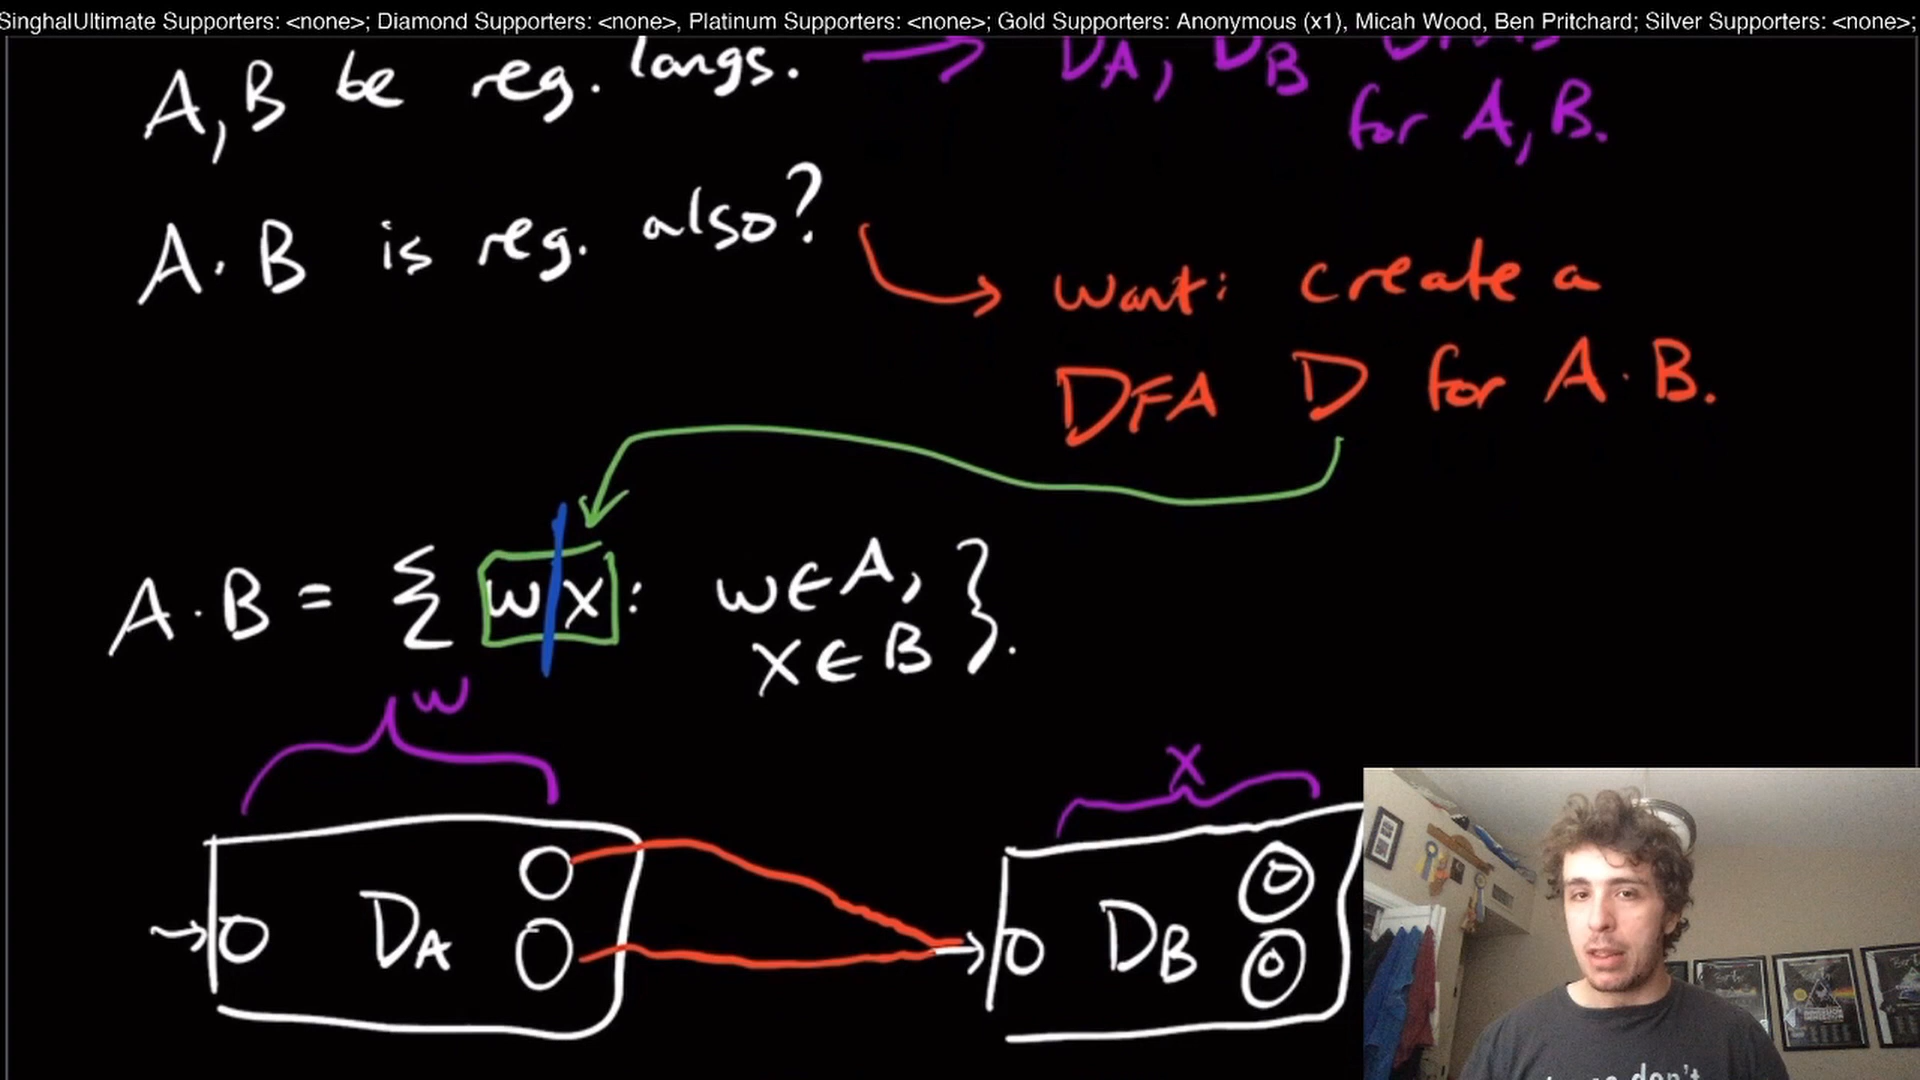 SinghalUltimate Supporters: <none>; Diamond Supporters: <none>, Platinum Supporters: <none>; Gold Supporters: Anonymous (x1), Micah Wood, Ben Pritchard; Silver Supporters: <none>;
A, B be reg. langs. → DA, DB
for A, B.
A · B is reg. also?
Want: create a
DFA D for A · B.
A · B = { w x : w ∈ A,
x ∈ B }.
w
x
DA
DB
don't